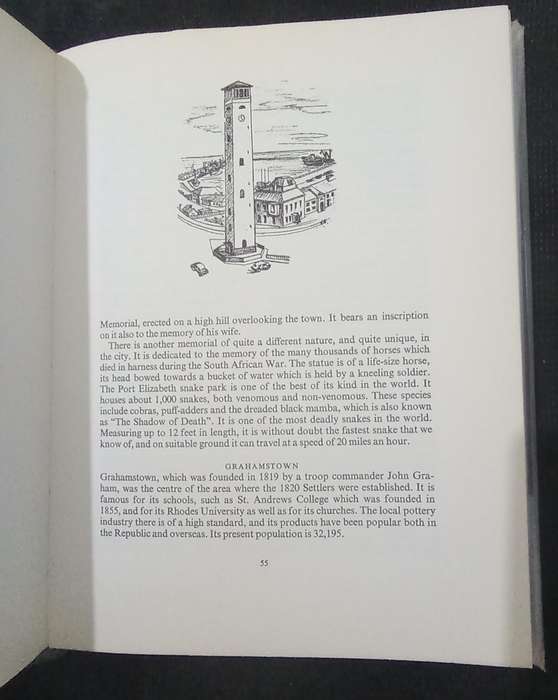 Memorial, erected on a high hill overlooking the town. It bears an inscription
on it also to the memory of his wife.
There is another memorial of quite a different nature, and quite unique, in
the city. It is dedicated to the memory of the many thousands of horses which
died in harness during the South African War. The statue is of a life-size horse,
its head bowed towards a bucket of water which is held by a kneeling soldier.
The Port Elizabeth snake park is one of the best of its kind in the world. It
houses about 1,000 snakes, both venomous and non-venomous. These species
include cobras, puff-adders and the dreaded black mamba, which is also known
as “The Shadow of Death”. It is one of the most deadly snakes in the world.
Measuring up to 12 feet in length, it is without doubt the fastest snake that we
know of, and on suitable ground it can travel at a speed of 20 miles an hour.
GRAHAMSTOWN
Grahamstown, which was founded in 1819 by a troop commander John Gra-
ham, was the centre of the area where the 1820 Settlers were established. It is
famous for its schools, such as St. Andrews College which was founded in
1855, and for its Rhodes University as well as for its churches. The local pottery
industry there is of a high standard, and its products have been popular both in
the Republic and overseas. Its present population is 32,195.
55